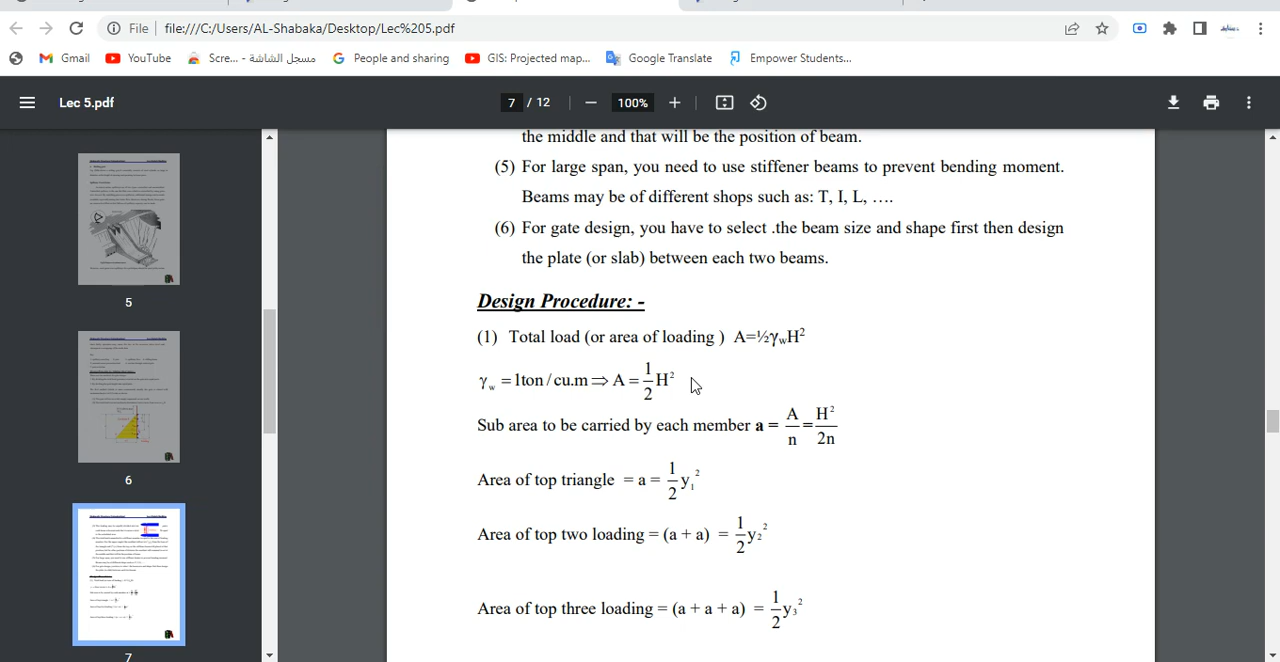 File
file:///C:/Users/AL-Shabaka/Desktop/Lec%205.pdf
Gmail
YouTube
Scre... - مسجل الشاشة
People and sharing
GIS: Projected map...
Google Translate
Empower Students...
Lec 5.pdf
7 / 12
100%
5
6
7
the middle and that will be the position of beam.
(5) For large span, you need to use stiffener beams to prevent bending moment.
Beams may be of different shops such as: T, I, L, ….
(6) For gate design, you have to select .the beam size and shape first then design
the plate (or slab) between each two beams.
Design Procedure: -
(1) Total load (or area of loading ) A=½γwH²
γw = 1ton/cu.m ⇒ A = 1/2 H²
Sub area to be carried by each member a = A/n = H²/2n
Area of top triangle = a = 1/2 y₁²
Area of top two loading = (a + a) = 1/2 y₂²
Area of top three loading = (a + a + a) = 1/2 y₃²